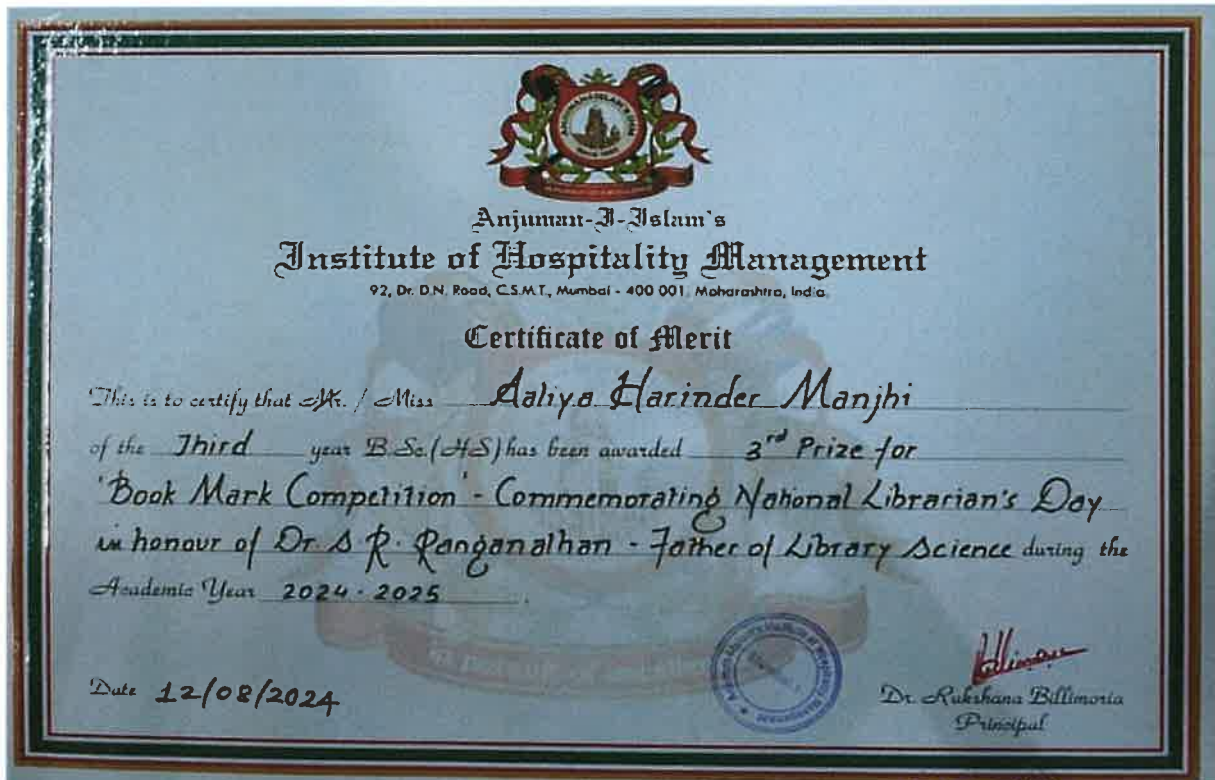 Anjuman-I-Islam's
Institute of Hospitality Management
92, Dr. D.N. Road, C.S.M.T., Mumbai - 400 001. Maharashtra, India.
Certificate of Merit
This is to certify that Mr. / Miss Aaliya Harinder Manjhi
of the Third year B.Sc.(HS) has been awarded 3rd Prize for
'Book Mark Competition' - Commemorating National Librarian's Day
in honour of Dr. S. R. Ranganathan - Father of Library Science during the
Academic Year 2024 - 2025.
Date 12/08/2024
Dr. Rukshana Billimoria
Principal